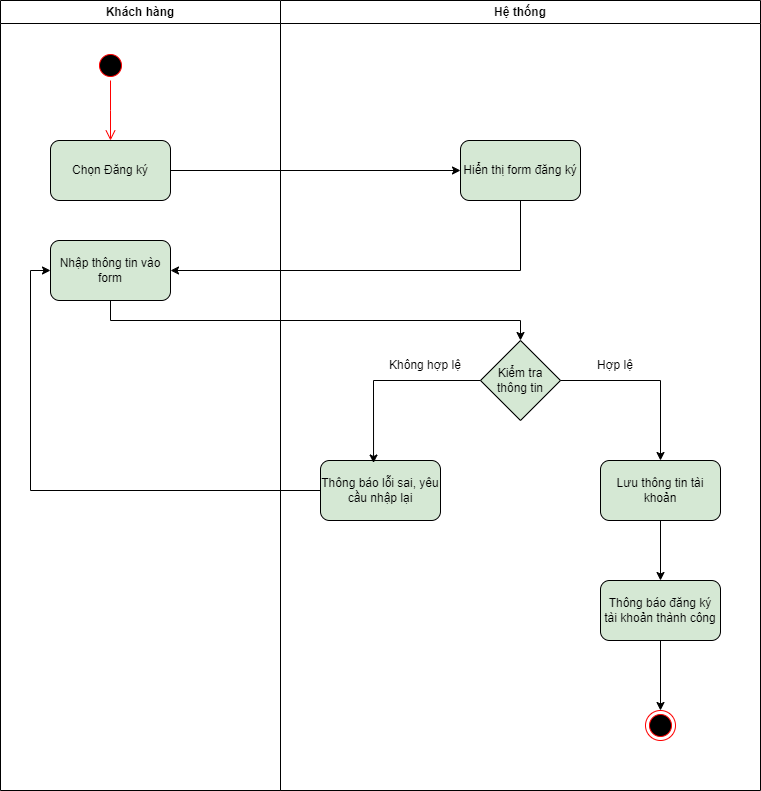 Khách hàng
Hệ thống
Chọn Đăng ký
Hiển thị form đăng ký
Nhập thông tin vào
form
Kiểm tra
thông tin
Không hợp lệ
Hợp lệ
Thông báo lỗi sai, yêu
cầu nhập lại
Lưu thông tin tài
khoản
Thông báo đăng ký
tài khoản thành công